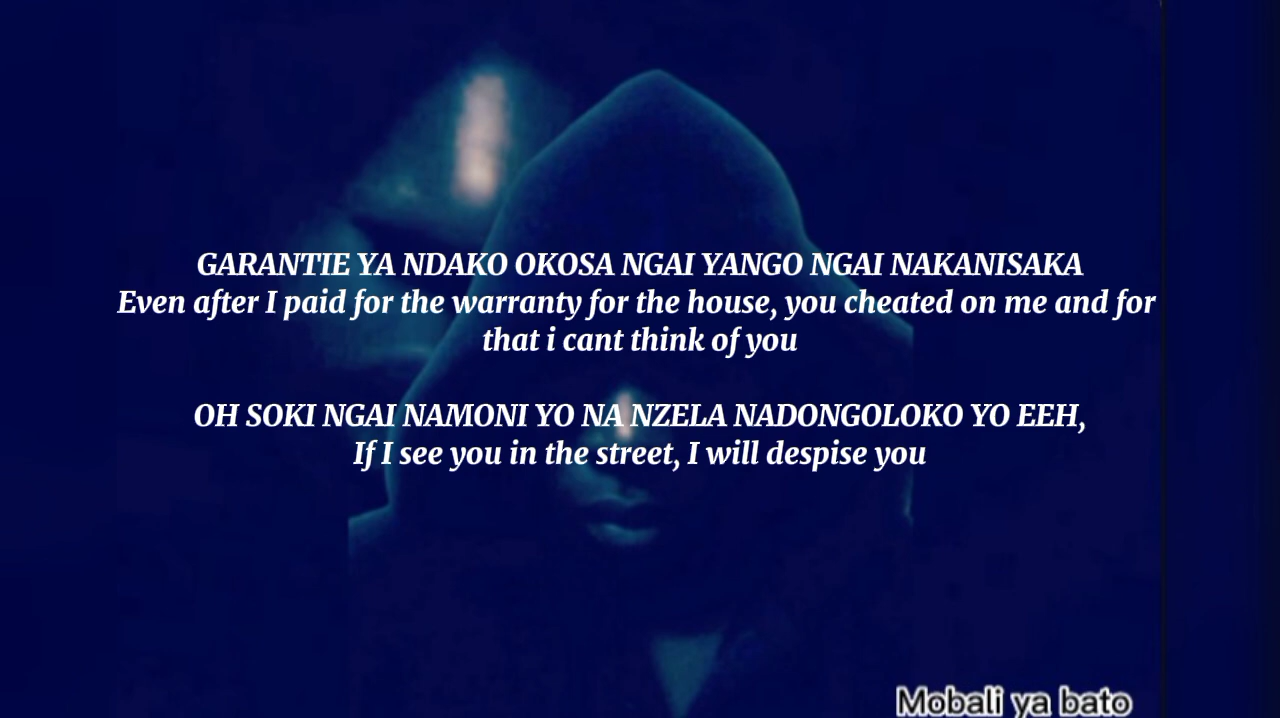 GARANTIE YA NDAKO OKOSA NGAI YANGO NGAI NAKANISAKA
Even after I paid for the warranty for the house, you cheated on me and for
that i cant think of you
OH SOKI NGAI NAMONI YO NA NZELA NADONGOLOKO YO EEH,
If I see you in the street, I will despise you
Mobali ya bato